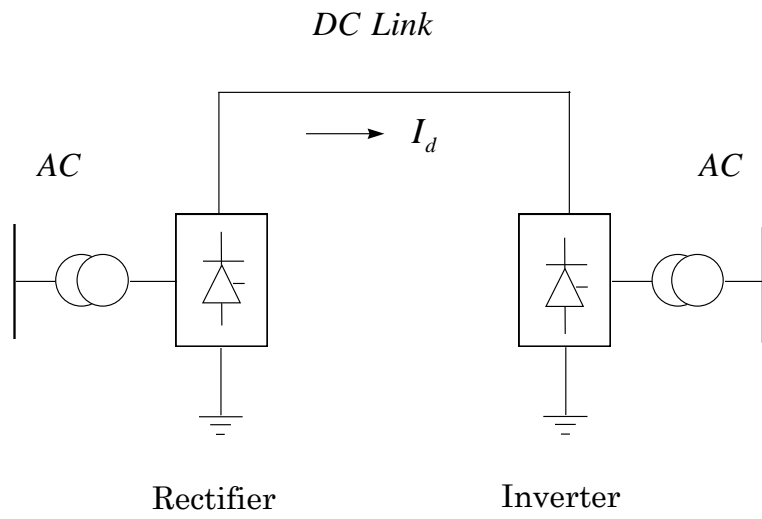 DC Link
I_d
AC
AC
Rectifier
Inverter